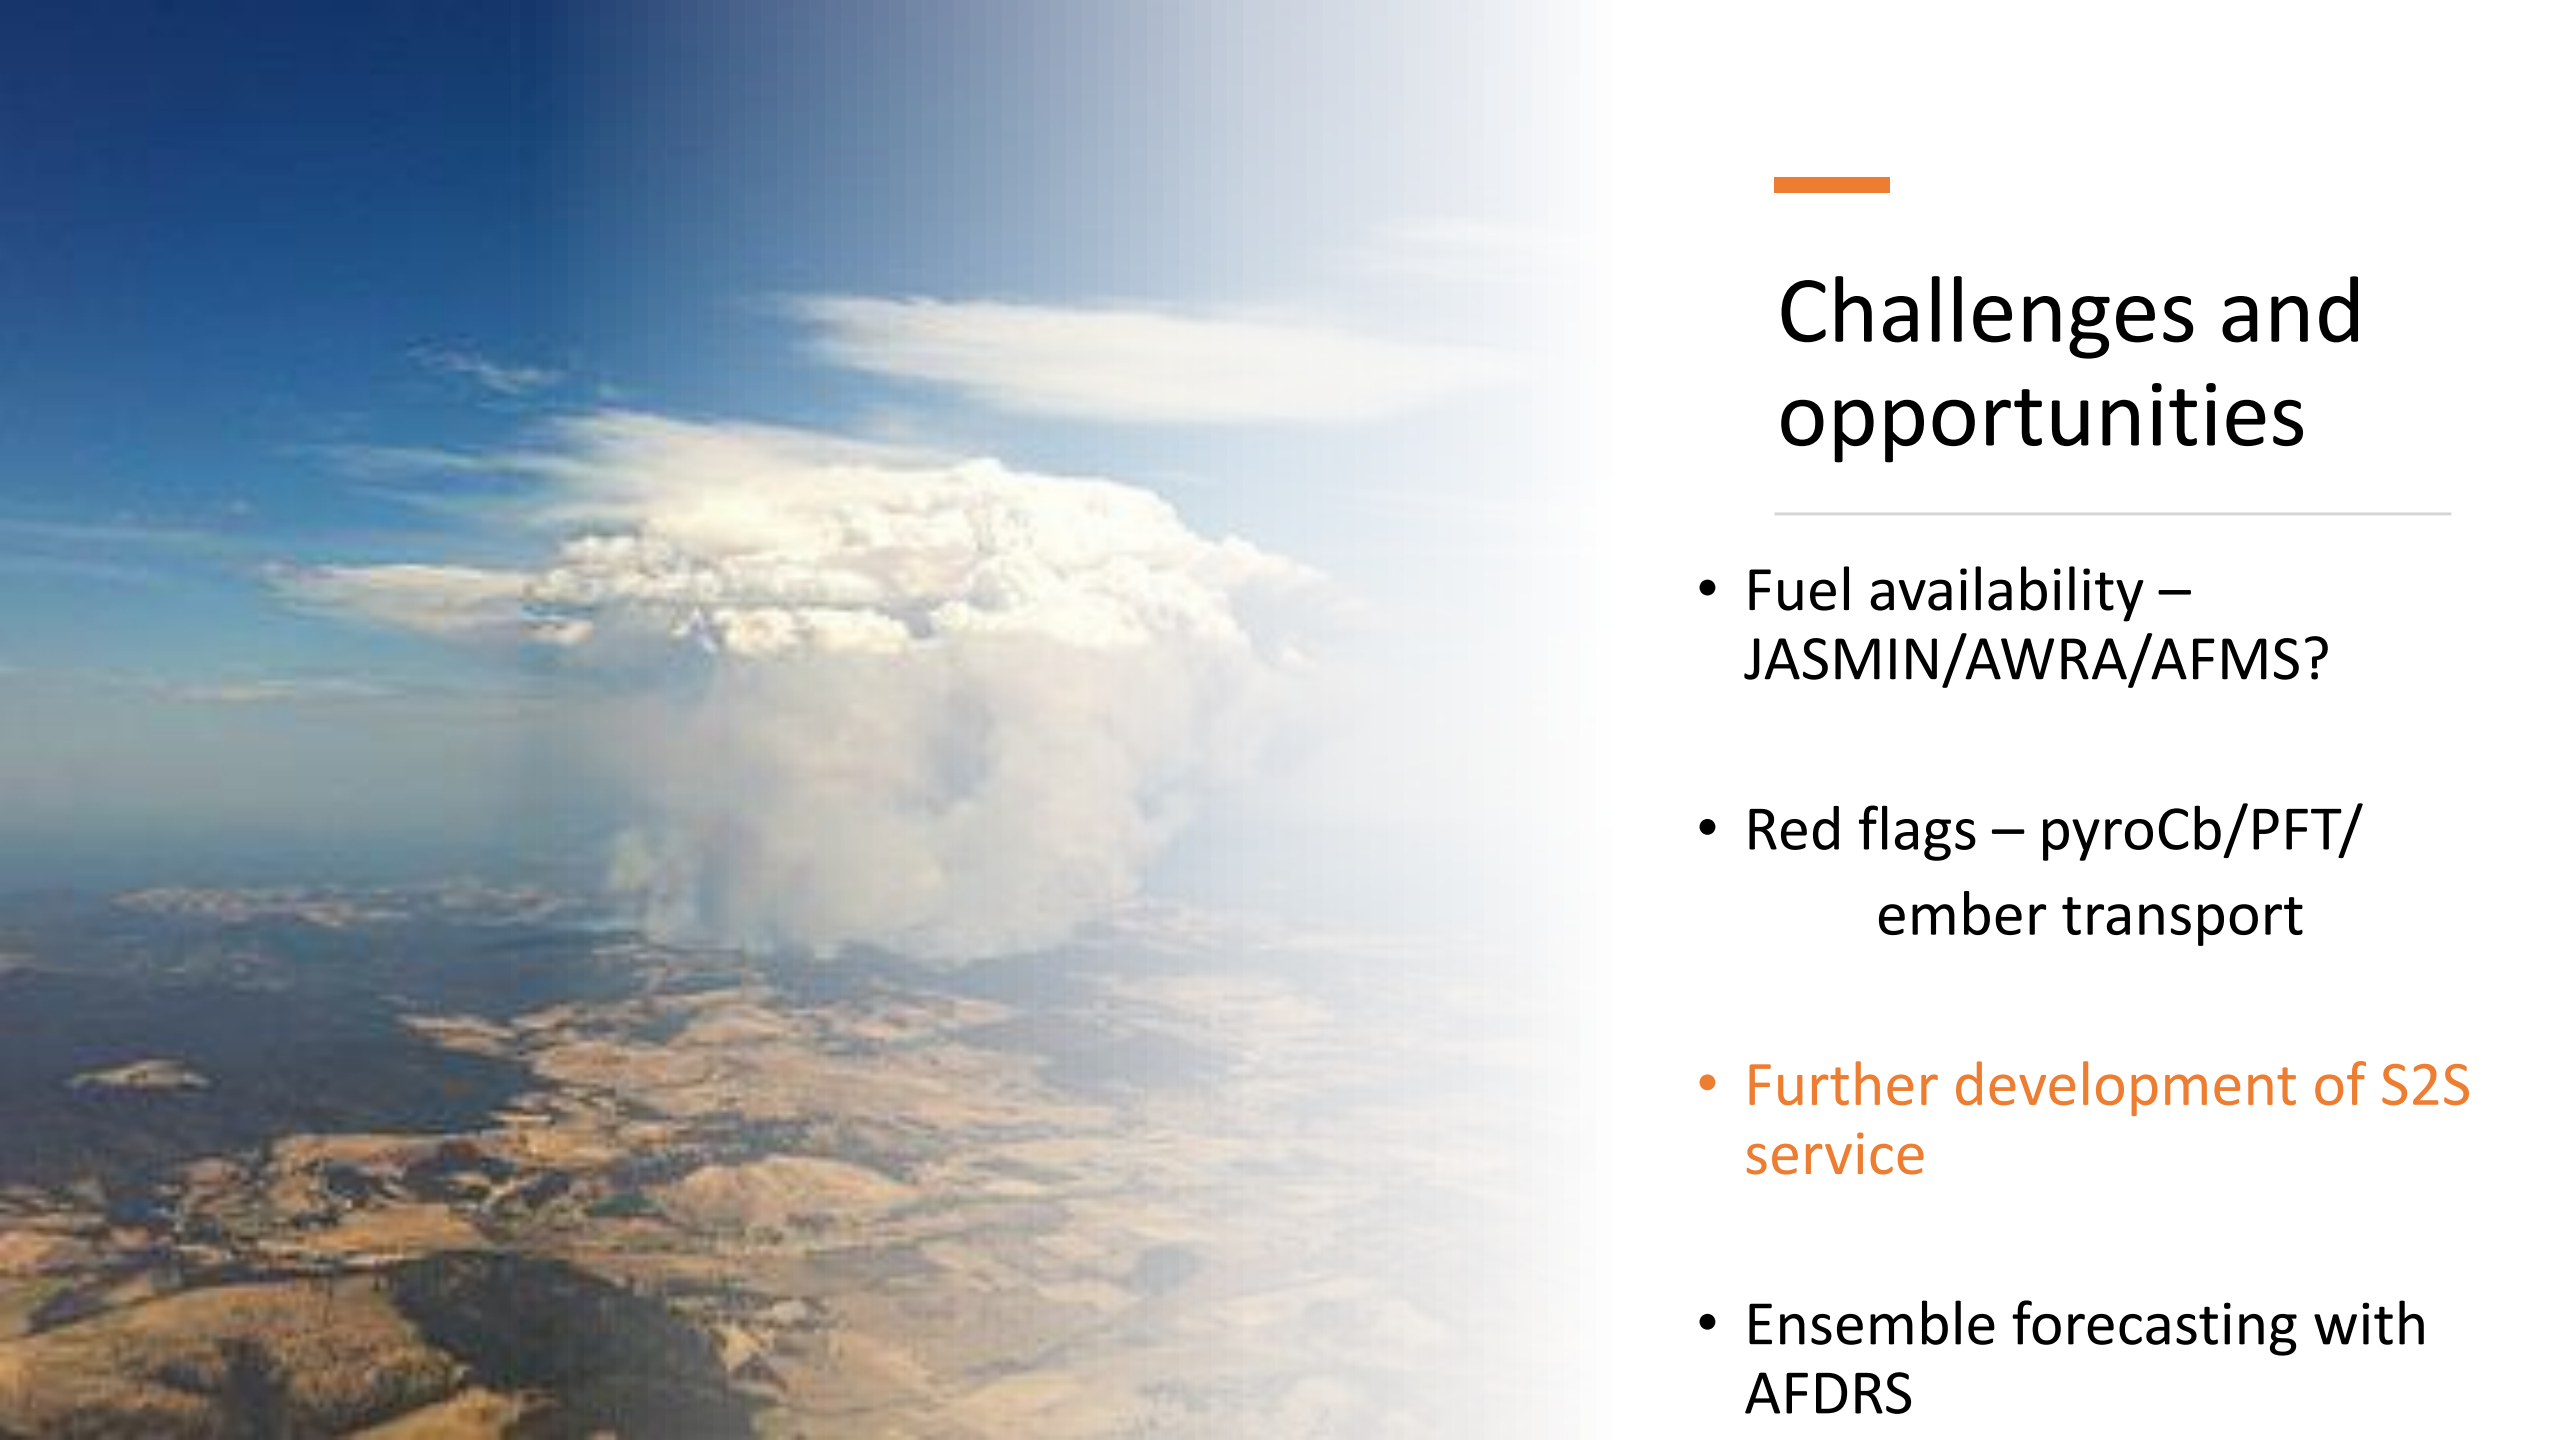 Challenges and
opportunities
• Fuel availability –
JASMIN/AWRA/AFMS?
• Red flags – pyroCb/PFT/
ember transport
• Further development of S2S
service
• Ensemble forecasting with
AFDRS